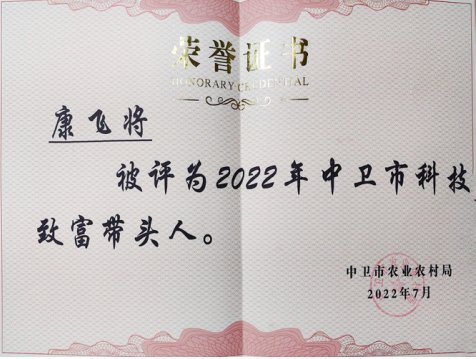 荣誉证书
HONORARY CREDENTIAL
康飞将
被评为2022年中卫市科技
致富带头人。
中卫市农业农村局
2022年7月